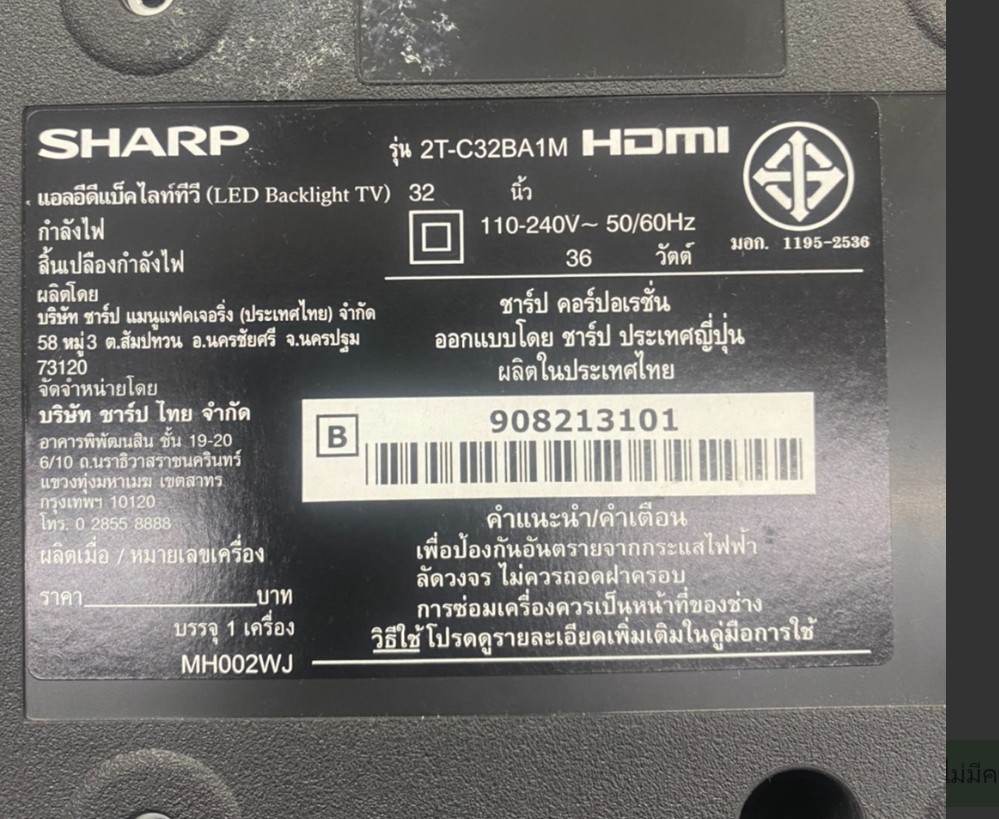 SHARP
รุ่น 2T-C32BA1M HDMI
แอลอีดีแบ็คไลท์ทีวี (LED Backlight TV) 32 นิ้ว
กำลังไฟ 110-240V~ 50/60Hz
สิ้นเปลืองกำลังไฟ 36 วัตต์
มอก. 1195-2536
ผลิตโดย
บริษัท ชาร์ป แมนูแฟคเจอริ่ง (ประเทศไทย) จำกัด
58 หมู่ 3 ต.สัมปทวน อ.นครชัยศรี จ.นครปฐม
73120
จัดจำหน่ายโดย
บริษัท ชาร์ป ไทย จำกัด
อาคารพิพัฒนสิน ชั้น 19-20
6/10 ถ.นราธิวาสราชนครินทร์
แขวงทุ่งมหาเมฆ เขตสาทร
กรุงเทพฯ 10120
โทร. 0 2855 8888
ผลิตเมื่อ / หมายเลขเครื่อง
ราคา บาท
บรรจุ 1 เครื่อง
MH002WJ
ชาร์ป คอร์ปอเรชั่น
ออกแบบโดย ชาร์ป ประเทศญี่ปุ่น
ผลิตในประเทศไทย
B
908213101
คำแนะนำ/คำเตือน
เพื่อป้องกันอันตรายจากกระแสไฟฟ้า
ลัดวงจร ไม่ควรถอดฝาครอบ
การซ่อมเครื่องควรเป็นหน้าที่ของช่าง
วิธีใช้ โปรดดูรายละเอียดเพิ่มเติมในคู่มือการใช้